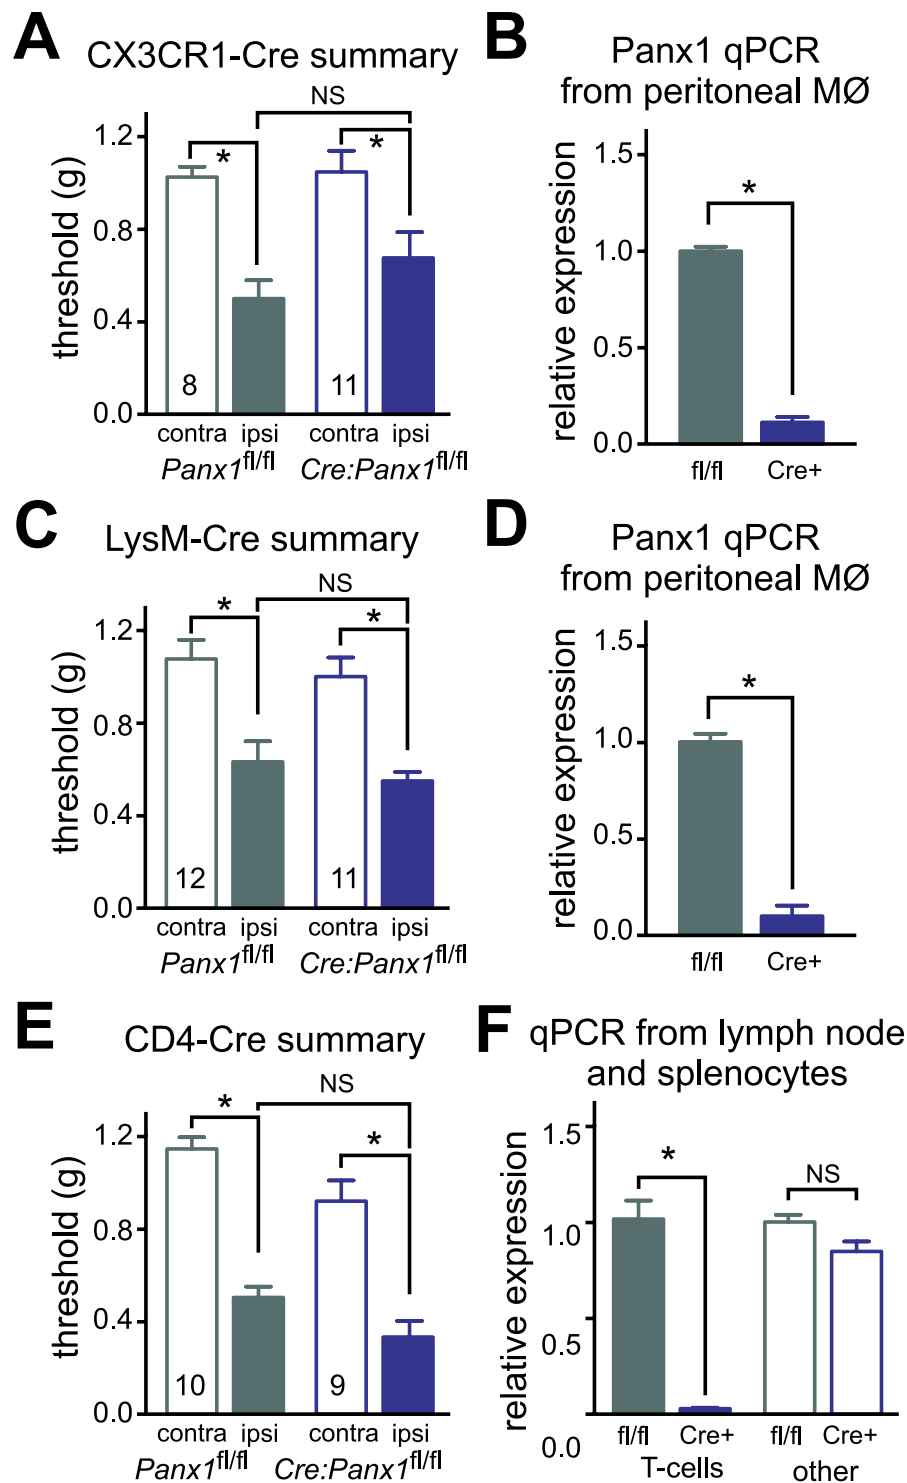 A
CX3CR1-Cre summary
NS
*
*
threshold (g)
1.2
0.8
0.4
0.0
8
11
contra ipsi contra ipsi
Panx1fl/fl Cre:Panx1fl/fl
B
Panx1 qPCR
from peritoneal MØ
*
relative expression
1.5
1.0
0.5
0.0
fl/fl Cre+
C
LysM-Cre summary
NS
*
*
threshold (g)
1.2
0.8
0.4
0.0
12
11
contra ipsi contra ipsi
Panx1fl/fl Cre:Panx1fl/fl
D
Panx1 qPCR
from peritoneal MØ
*
relative expression
1.5
1.0
0.5
0.0
fl/fl Cre+
E
CD4-Cre summary
NS
*
*
threshold (g)
1.2
0.8
0.4
0.0
10
9
contra ipsi contra ipsi
Panx1fl/fl Cre:Panx1fl/fl
F
qPCR from lymph node
and splenocytes
*
NS
relative expression
1.5
1.0
0.5
0.0
fl/fl Cre+ fl/fl Cre+
T-cells other